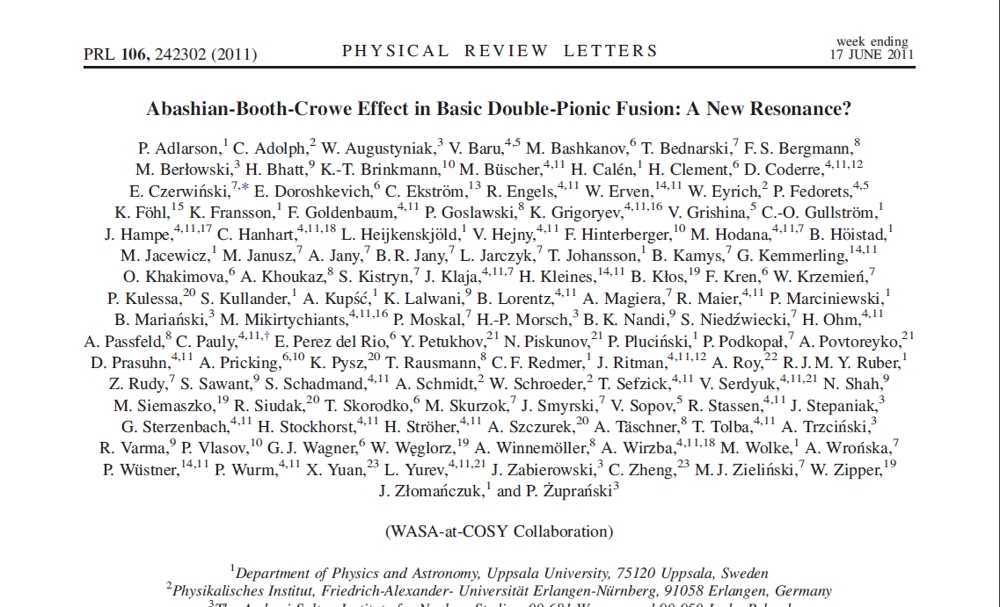 PRL 106, 242302 (2011)
PHYSICAL REVIEW LETTERS
week ending
17 JUNE 2011
Abashian-Booth-Crowe Effect in Basic Double-Pionic Fusion: A New Resonance?
P. Adlarson,1 C. Adolph,2 W. Augustyniak,3 V. Baru,4,5 M. Bashkanov,6 T. Bednarski,7 F. S. Bergmann,8
M. Berłowski,3 H. Bhatt,9 K.-T. Brinkmann,10 M. Büscher,4,11 H. Calén,1 H. Clement,6 D. Coderre,4,11,12
E. Czerwiński,7,* E. Doroshkevich,6 C. Ekström,13 R. Engels,4,11 W. Erven,14,11 W. Eyrich,2 P. Fedorets,4,5
K. Föhl,15 K. Fransson,1 F. Goldenbaum,4,11 P. Goslawski,8 K. Grigoryev,4,11,16 V. Grishina,5 C.-O. Gullström,1
J. Hampe,4,11,17 C. Hanhart,4,11,18 L. Heijkenskjöld,1 V. Hejny,4,11 F. Hinterberger,10 M. Hodana,4,11,7 B. Höistad,1
M. Jacewicz,1 M. Janusz,7 A. Jany,7 B. R. Jany,7 L. Jarczyk,7 T. Johansson,1 B. Kamys,7 G. Kemmerling,14,11
O. Khakimova,6 A. Khoukaz,8 S. Kistryn,7 J. Klaja,4,11,7 H. Kleines,14,11 B. Kłos,19 F. Kren,6 W. Krzemień,7
P. Kulessa,20 S. Kullander,1 A. Kupść,1 K. Lalwani,9 B. Lorentz,4,11 A. Magiera,7 R. Maier,4,11 P. Marciniewski,1
B. Mariański,3 M. Mikirtychiants,4,11,16 P. Moskal,7 H.-P. Morsch,3 B. K. Nandi,9 S. Niedźwiecki,7 H. Ohm,4,11
A. Passfeld,8 C. Pauly,4,11,† E. Perez del Rio,6 Y. Petukhov,21 N. Piskunov,21 P. Pluciński,1 P. Podkopał,7 A. Povtoreyko,21
D. Prasuhn,4,11 A. Pricking,6,10 K. Pysz,20 T. Rausmann,8 C. F. Redmer,1 J. Ritman,4,11,12 A. Roy,22 R. J. M. Y. Ruber,1
Z. Rudy,7 S. Sawant,9 S. Schadmand,4,11 A. Schmidt,2 W. Schroeder,2 T. Sefzick,4,11 V. Serdyuk,4,11,21 N. Shah,9
M. Siemaszko,19 R. Siudak,20 T. Skorodko,6 M. Skurzok,7 J. Smyrski,7 V. Sopov,5 R. Stassen,4,11 J. Stepaniak,3
G. Sterzenbach,4,11 H. Stockhorst,4,11 H. Ströher,4,11 A. Szczurek,20 A. Täschner,8 T. Tolba,4,11 A. Trzciński,3
R. Varma,9 P. Vlasov,10 G. J. Wagner,6 W. Węglorz,19 A. Winnemöller,8 A. Wirzba,4,11,18 M. Wolke,1 A. Wrońska,7
P. Wüstner,14,11 P. Wurm,4,11 X. Yuan,23 L. Yurev,4,11,21 J. Zabierowski,3 C. Zheng,23 M. J. Zieliński,7 W. Zipper,19
J. Złomańczuk,1 and P. Żuprański3
(WASA-at-COSY Collaboration)
1Department of Physics and Astronomy, Uppsala University, 75120 Uppsala, Sweden
2Physikalisches Institut, Friedrich-Alexander- Universität Erlangen-Nürnberg, 91058 Erlangen, Germany